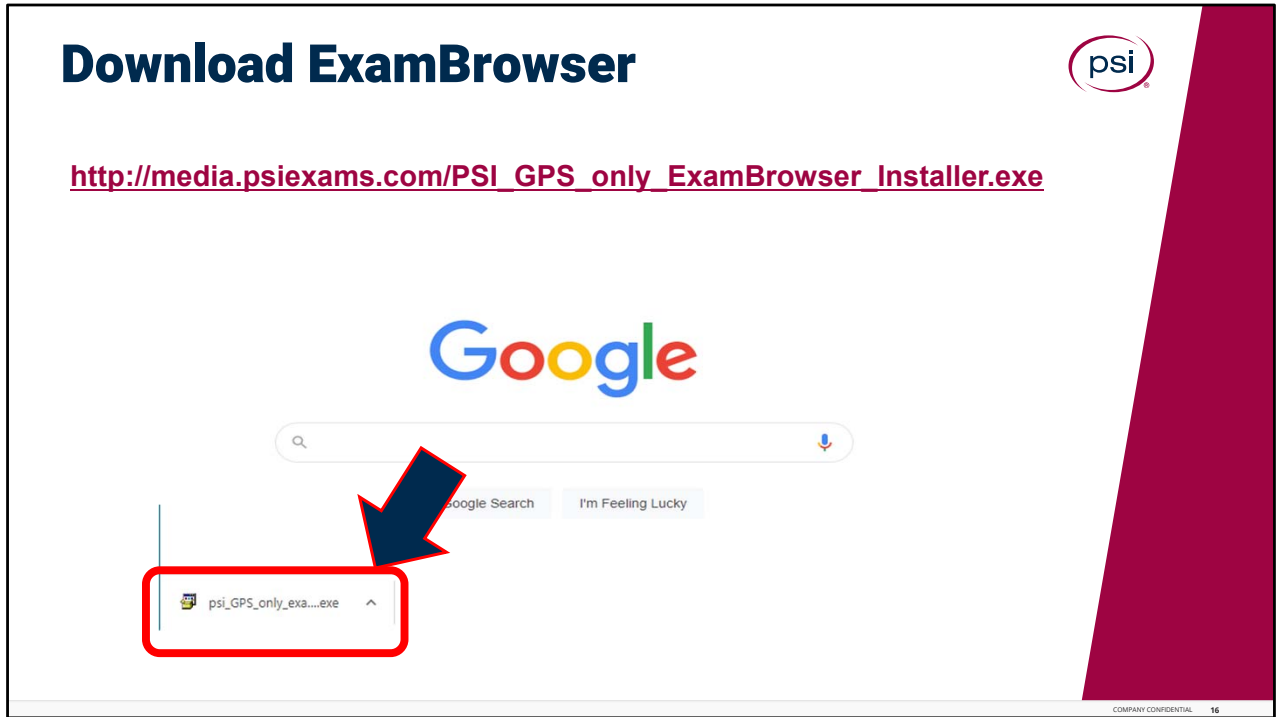 Download ExamBrowser
psi
http://media.psiexams.com/PSI_GPS_only_ExamBrowser_Installer.exe
Google
Google Search I'm Feeling Lucky
psi_GPS_only_exa....exe
COMPANY CONFIDENTIAL 16